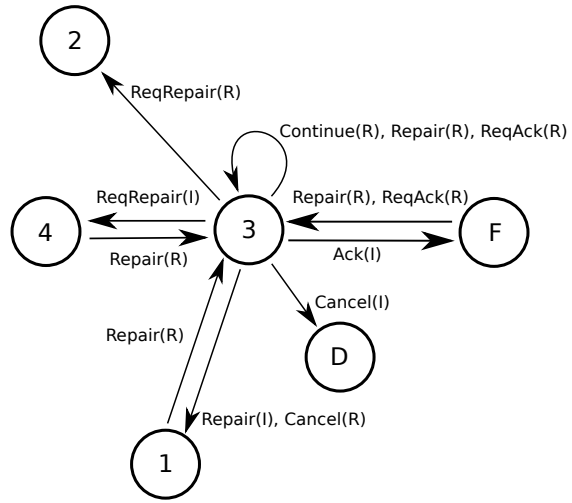 2
ReqRepair(R)
Continue(R), Repair(R), ReqAck(R)
ReqRepair(I)
Repair(R), ReqAck(R)
4
3
F
Repair(R)
Ack(I)
Cancel(I)
Repair(R)
D
Repair(I), Cancel(R)
1